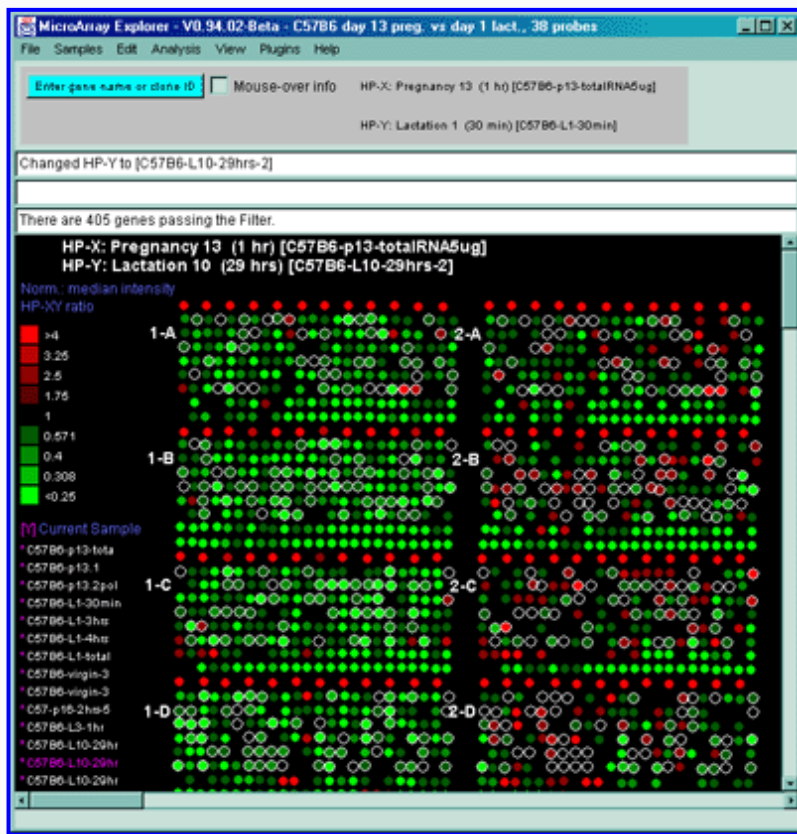 MicroArray Explorer - V0.94.02-Beta - C57B6 day 13 preg. vs day 1 lact., 38 probes
File Samples Edit Analysis View Plugins Help
Enter gene name or clone ID Mouse-over info HP-X: Pregnancy 13 (1 hr) [C57B6-p13-totalRNA5ug]
HP-Y: Lactation 1 (30 min) [C57B6-L1-30min]
Changed HP-Y to [C57B6-L10-29hrs-2]
There are 405 genes passing the Filter.
HP-X: Pregnancy 13 (1 hr) [C57B6-p13-totalRNA5ug]
HP-Y: Lactation 10 (29 hrs) [C57B6-L10-29hrs-2]
Norm.: median intensity
HP-XY ratio
>4
3.25
2.5
1.75
1
0.571
0.4
0.308
<0.25
1-A 2-A
1-B 2-B
1-C 2-C
1-D 2-D
[Y] Current Sample
*C57B6-p13-tota
*C57B6-p13.1
*C57B6-p13.2pol
*C57B6-L1-30min
*C57B6-L1-3hrs
*C57B6-L1-4hrs
*C57B6-L1-total
*C57B6-virgin-3
*C57B6-virgin-3
*C57-p16-2hrs-5
*C57B6-L3-1hr
*C57B6-L10-29hr
*C57B6-L10-29hr
*C57B6-L10-29hr